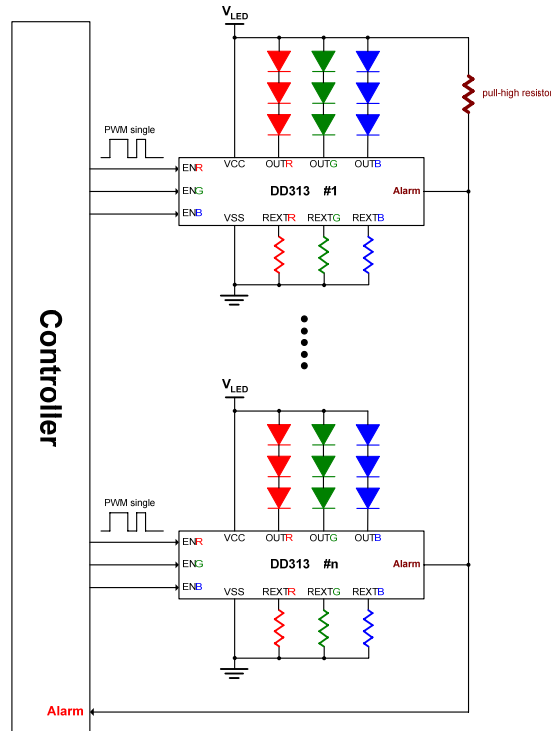 VLED
pull-high resistor
PWM single
VCC OUTR OUTG OUTB
ENR
ENG
ENB
DD313 #1
Alarm
VSS REXTR REXTG REXTB
Controller
VLED
PWM single
VCC OUTR OUTG OUTB
ENR
ENG
ENB
DD313 #n
Alarm
VSS REXTR REXTG REXTB
Alarm